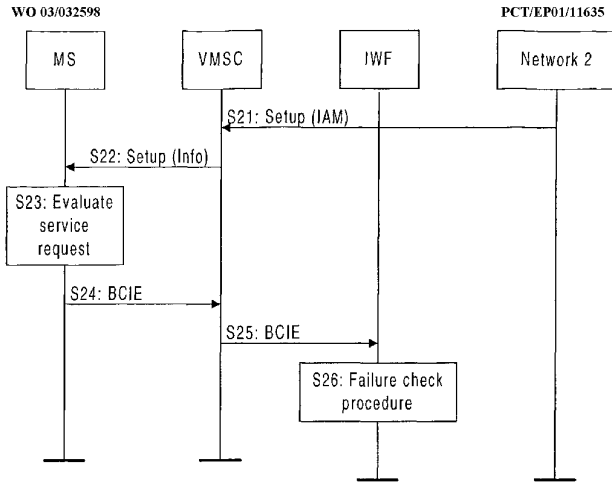 WO 03/032598 PCT/EP01/11635
MS VMSC IWF Network 2
S21: Setup (IAM)
S22: Setup (Info)
S23: Evaluate
service
request
S24: BCIE
S25: BCIE
S26: Failure check
procedure